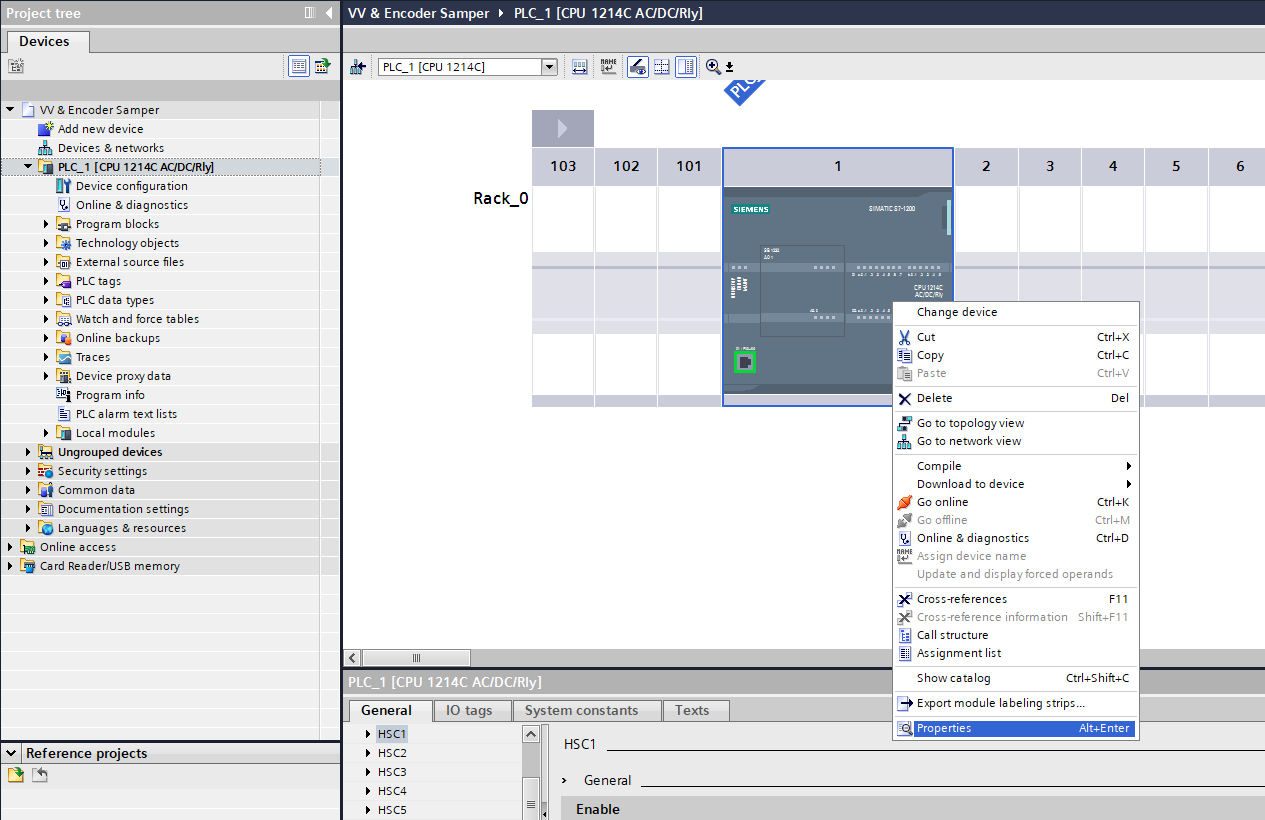 Project tree
Devices
VV & Encoder Samper
Add new device
Devices & networks
PLC_1 [CPU 1214C AC/DC/Rly]
Device configuration
Online & diagnostics
Program blocks
Technology objects
External source files
PLC tags
PLC data types
Watch and force tables
Online backups
Traces
Device proxy data
Program info
PLC alarm text lists
Local modules
Ungrouped devices
Security settings
Common data
Documentation settings
Languages & resources
Online access
Card Reader/USB memory
Reference projects
VV & Encoder Samper PLC_1 [CPU 1214C AC/DC/Rly]
PLC_1 [CPU 1214C]
103 102 101 1 2 3 4 5 6
Rack_0
SIEMENS SIMATIC S7-1200
CPU 1214C
AC/DC/Rly
Change device
Cut Ctrl+X
Copy Ctrl+C
Paste Ctrl+V
Delete Del
Go to topology view
Go to network view
Compile
Download to device
Go online Ctrl+K
Go offline Ctrl+M
Online & diagnostics Ctrl+D
Assign device name
Update and display forced operands
Cross-references F11
Cross-reference information Shift+F11
Call structure
Assignment list
Show catalog Ctrl+Shift+C
Export module labeling strips...
Properties Alt+Enter
PLC_1 [CPU 1214C AC/DC/Rly]
General IO tags System constants Texts
HSC1
HSC2
HSC3
HSC4
HSC5
HSC1
General
Enable